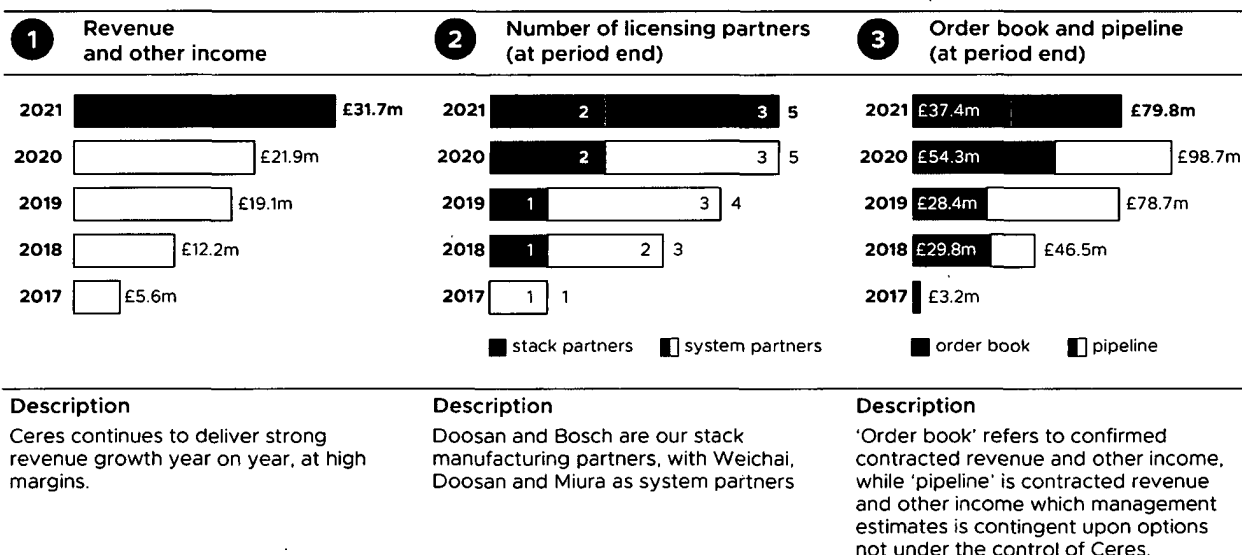 1 Revenue
and other income
2021 £31.7m
2020 £21.9m
2019 £19.1m
2018 £12.2m
2017 £5.6m
Description
Ceres continues to deliver strong
revenue growth year on year, at high
margins.
2 Number of licensing partners
(at period end)
2021 2 3 5
2020 2 3 5
2019 1 3 4
2018 1 2 3
2017 1 1
stack partners system partners
Description
Doosan and Bosch are our stack
manufacturing partners, with Weichai,
Doosan and Miura as system partners
3 Order book and pipeline
(at period end)
2021 £37.4m £79.8m
2020 £54.3m £98.7m
2019 £28.4m £78.7m
2018 £29.8m £46.5m
2017 £3.2m
order book pipeline
Description
'Order book' refers to confirmed
contracted revenue and other income,
while 'pipeline' is contracted revenue
and other income which management
estimates is contingent upon options
not under the control of Ceres.